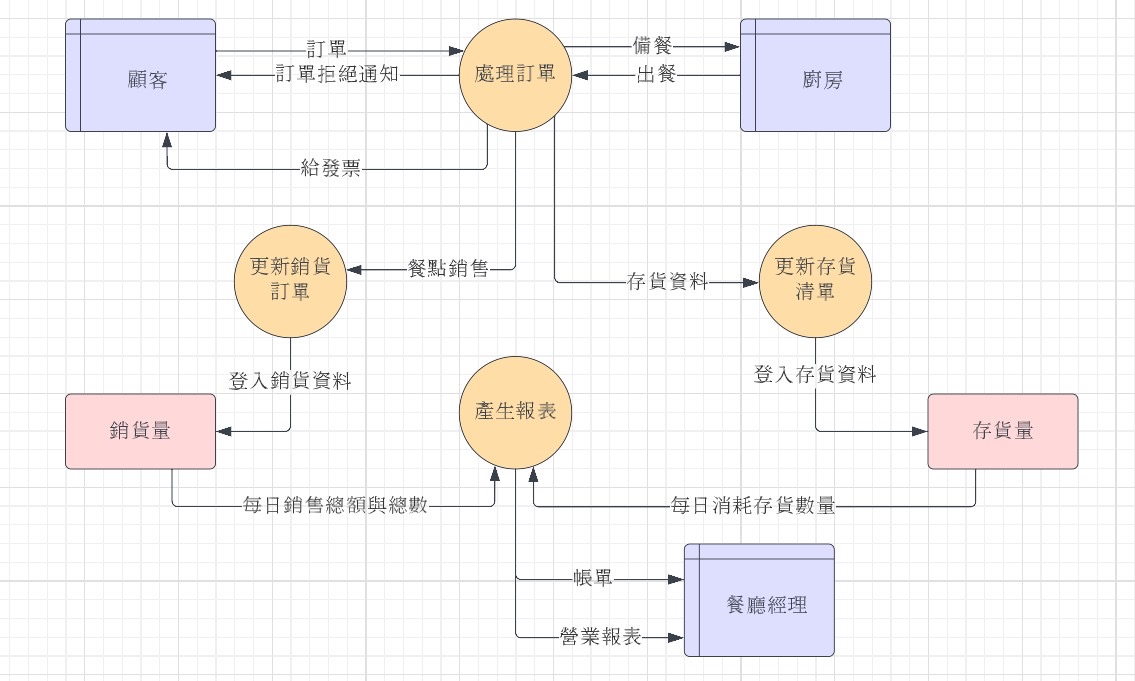 訂單
備餐
顧客
訂單拒絕通知
處理訂單
出餐
廚房
給發票
更新銷貨
訂單
餐點銷售
存貨資料
更新存貨
清單
登入銷貨資料
登入存貨資料
銷貨量
產生報表
存貨量
每日銷售總額與總數
每日消耗存貨數量
帳單
餐廳經理
營業報表